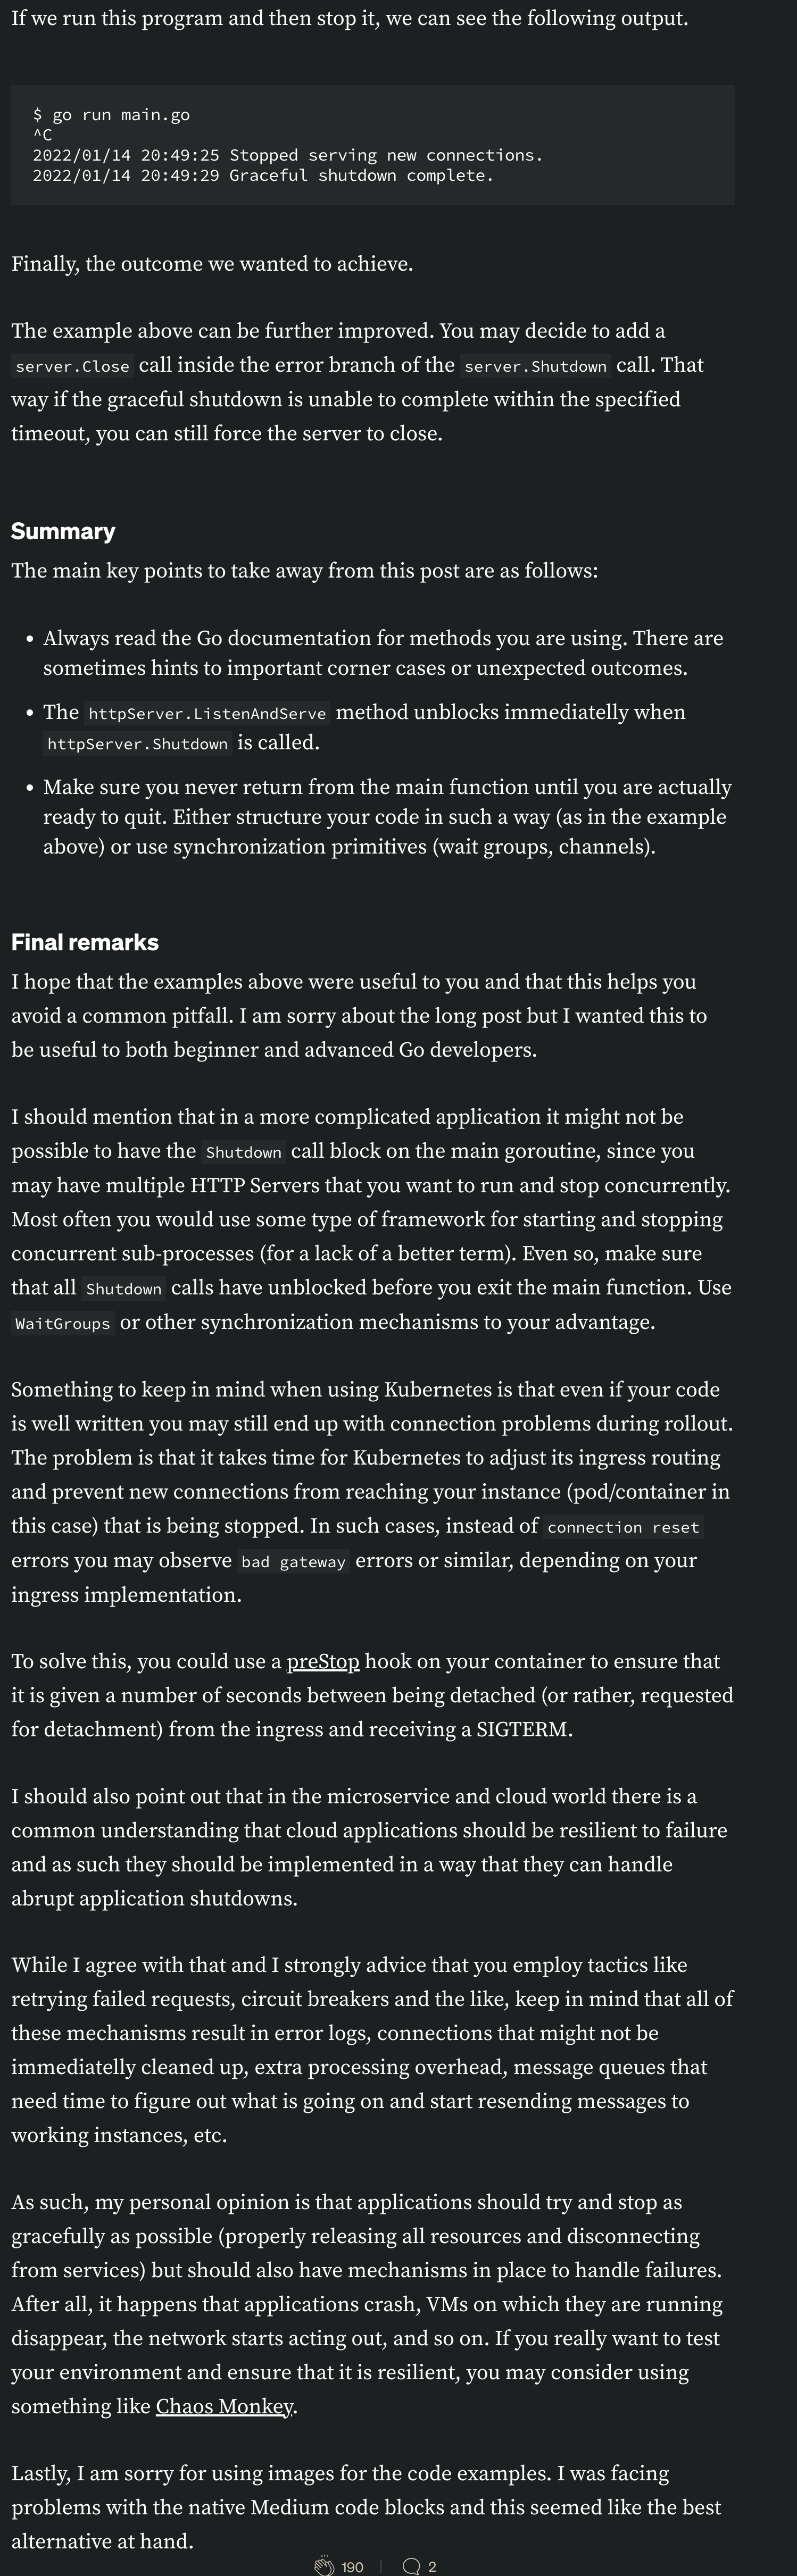 If we run this program and then stop it, we can see the following output.
$ go run main.go
^C
2022/01/14 20:49:25 Stopped serving new connections.
2022/01/14 20:49:29 Graceful shutdown complete.
Finally, the outcome we wanted to achieve.
The example above can be further improved. You may decide to add a
server.Close call inside the error branch of the server.Shutdown call. That
way if the graceful shutdown is unable to complete within the specified
timeout, you can still force the server to close.
Summary
The main key points to take away from this post are as follows:
• Always read the Go documentation for methods you are using. There are
sometimes hints to important corner cases or unexpected outcomes.
• The httpServer.ListenAndServe method unblocks immediatelly when
httpServer.Shutdown is called.
• Make sure you never return from the main function until you are actually
ready to quit. Either structure your code in such a way (as in the example
above) or use synchronization primitives (wait groups, channels).
Final remarks
I hope that the examples above were useful to you and that this helps you
avoid a common pitfall. I am sorry about the long post but I wanted this to
be useful to both beginner and advanced Go developers.
I should mention that in a more complicated application it might not be
possible to have the Shutdown call block on the main goroutine, since you
may have multiple HTTP Servers that you want to run and stop concurrently.
Most often you would use some type of framework for starting and stopping
concurrent sub-processes (for a lack of a better term). Even so, make sure
that all Shutdown calls have unblocked before you exit the main function. Use
WaitGroups or other synchronization mechanisms to your advantage.
Something to keep in mind when using Kubernetes is that even if your code
is well written you may still end up with connection problems during rollout.
The problem is that it takes time for Kubernetes to adjust its ingress routing
and prevent new connections from reaching your instance (pod/container in
this case) that is being stopped. In such cases, instead of connection reset
errors you may observe bad gateway errors or similar, depending on your
ingress implementation.
To solve this, you could use a preStop hook on your container to ensure that
it is given a number of seconds between being detached (or rather, requested
for detachment) from the ingress and receiving a SIGTERM.
I should also point out that in the microservice and cloud world there is a
common understanding that cloud applications should be resilient to failure
and as such they should be implemented in a way that they can handle
abrupt application shutdowns.
While I agree with that and I strongly advice that you employ tactics like
retrying failed requests, circuit breakers and the like, keep in mind that all of
these mechanisms result in error logs, connections that might not be
immediatelly cleaned up, extra processing overhead, message queues that
need time to figure out what is going on and start resending messages to
working instances, etc.
As such, my personal opinion is that applications should try and stop as
gracefully as possible (properly releasing all resources and disconnecting
from services) but should also have mechanisms in place to handle failures.
After all, it happens that applications crash, VMs on which they are running
disappear, the network starts acting out, and so on. If you really want to test
your environment and ensure that it is resilient, you may consider using
something like Chaos Monkey.
Lastly, I am sorry for using images for the code examples. I was facing
problems with the native Medium code blocks and this seemed like the best
alternative at hand.
190 | 2